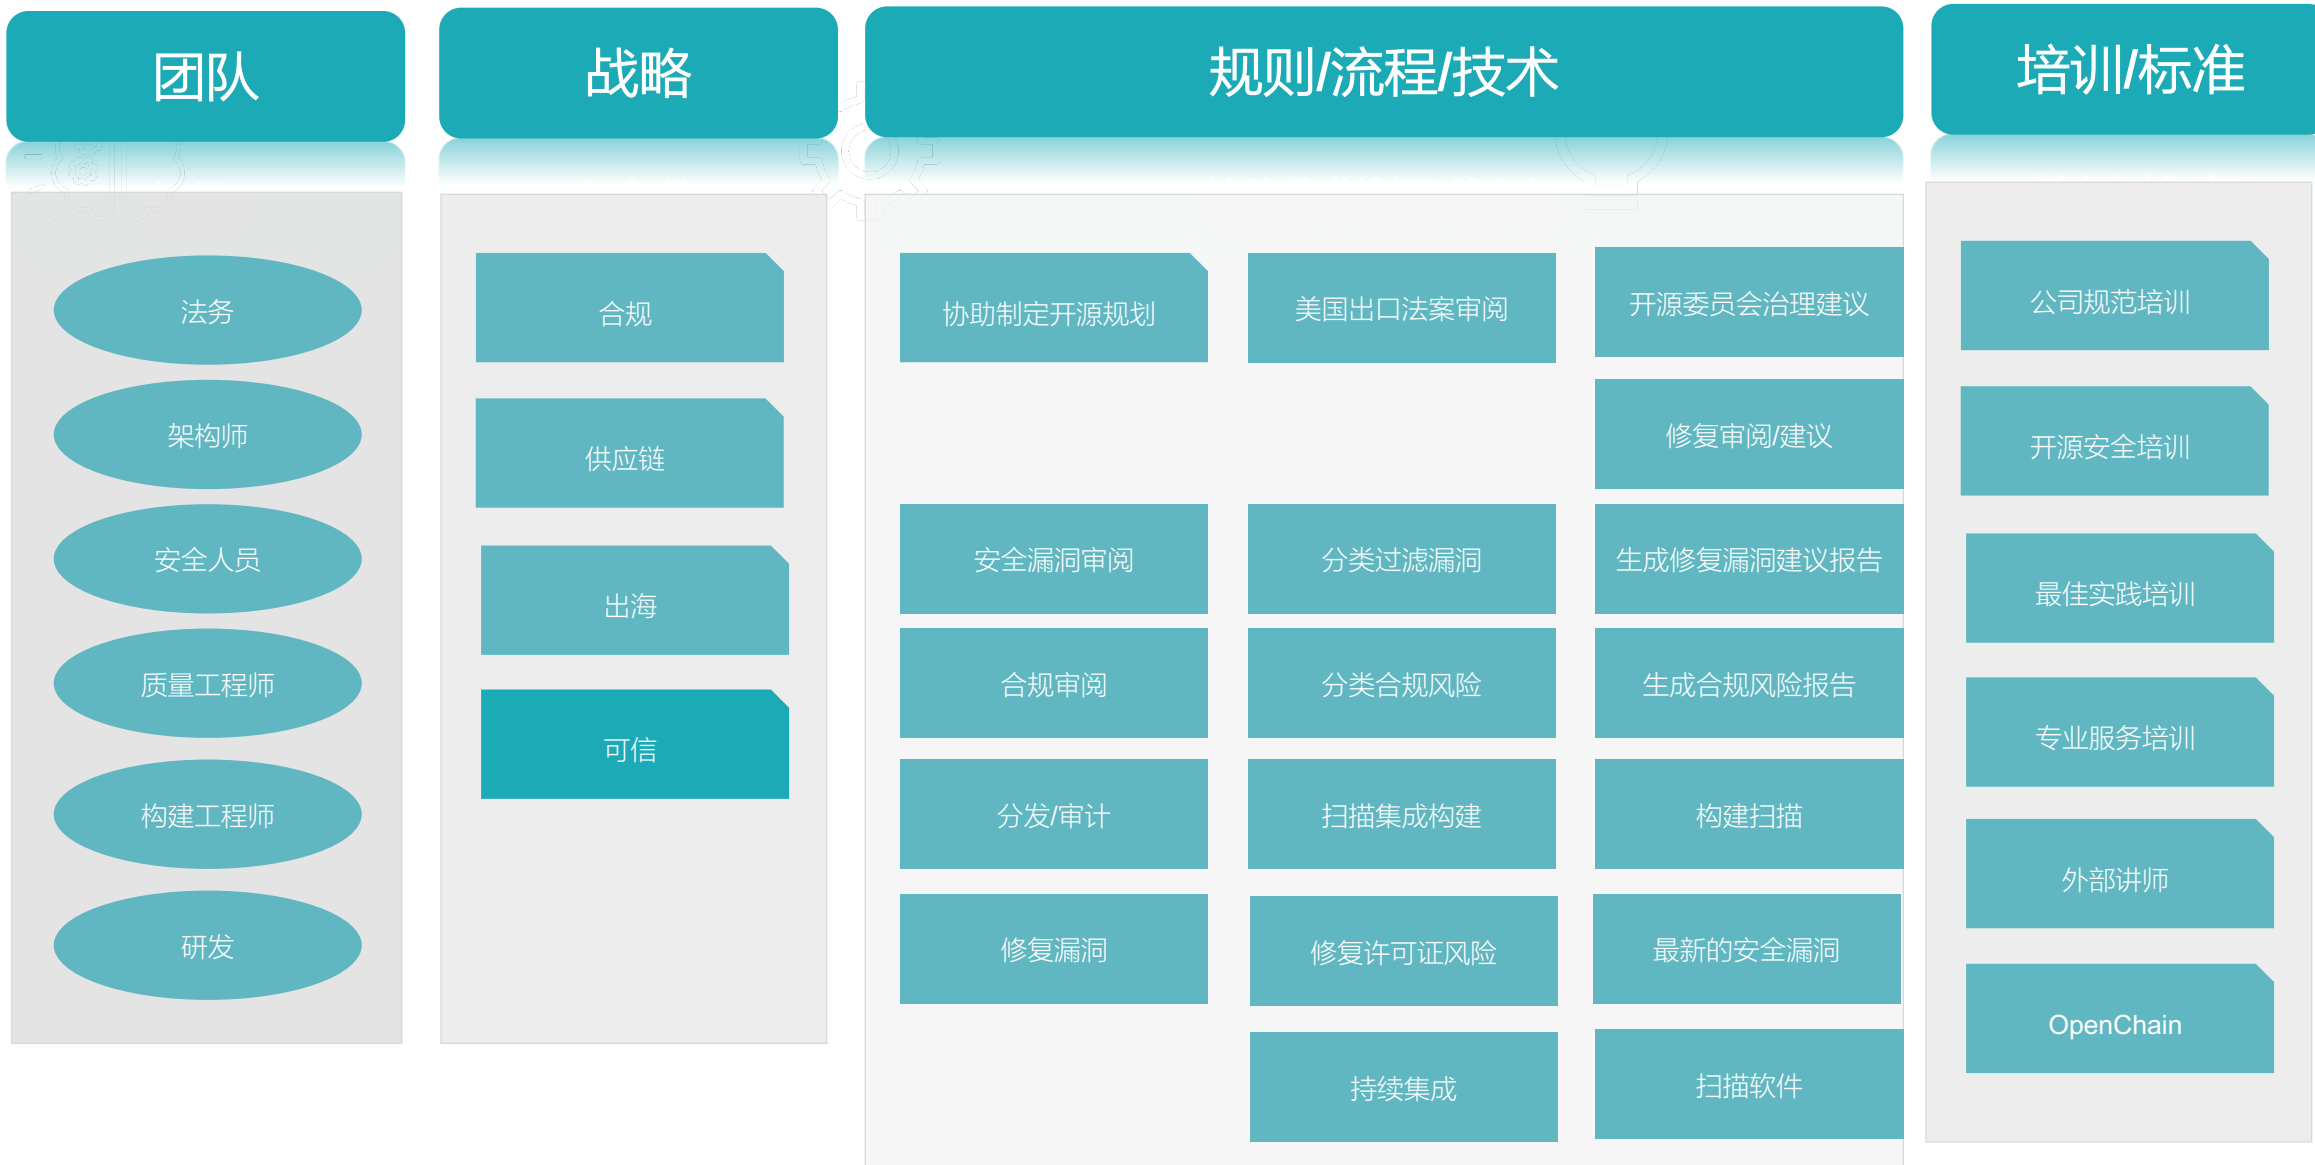 团队
战略
规则/流程/技术
培训/标准
法务
架构师
安全人员
质量工程师
构建工程师
研发
合规
供应链
出海
可信
协助制定开源规划
美国出口法案审阅
开源委员会治理建议
修复审阅/建议
安全漏洞审阅
分类过滤漏洞
生成修复漏洞建议报告
合规审阅
分类合规风险
生成合规风险报告
分发/审计
扫描集成构建
构建扫描
修复漏洞
修复许可证风险
最新的安全漏洞
持续集成
扫描软件
公司规范培训
开源安全培训
最佳实践培训
专业服务培训
外部讲师
OpenChain